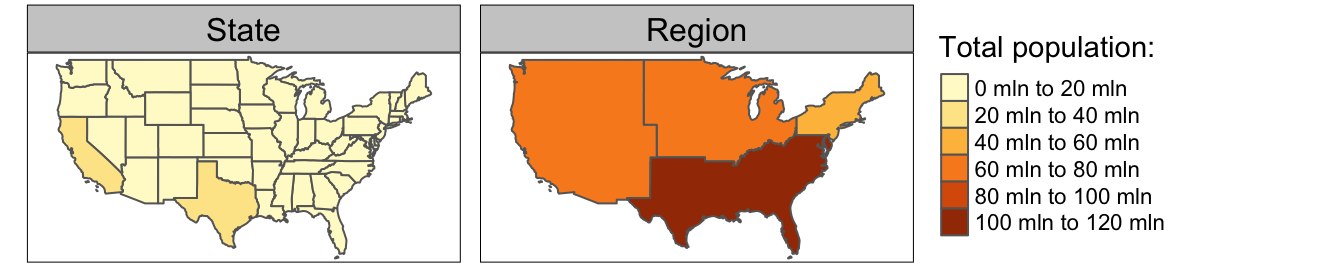 State
Region
Total population:
0 mln to 20 mln
20 mln to 40 mln
40 mln to 60 mln
60 mln to 80 mln
80 mln to 100 mln
100 mln to 120 mln